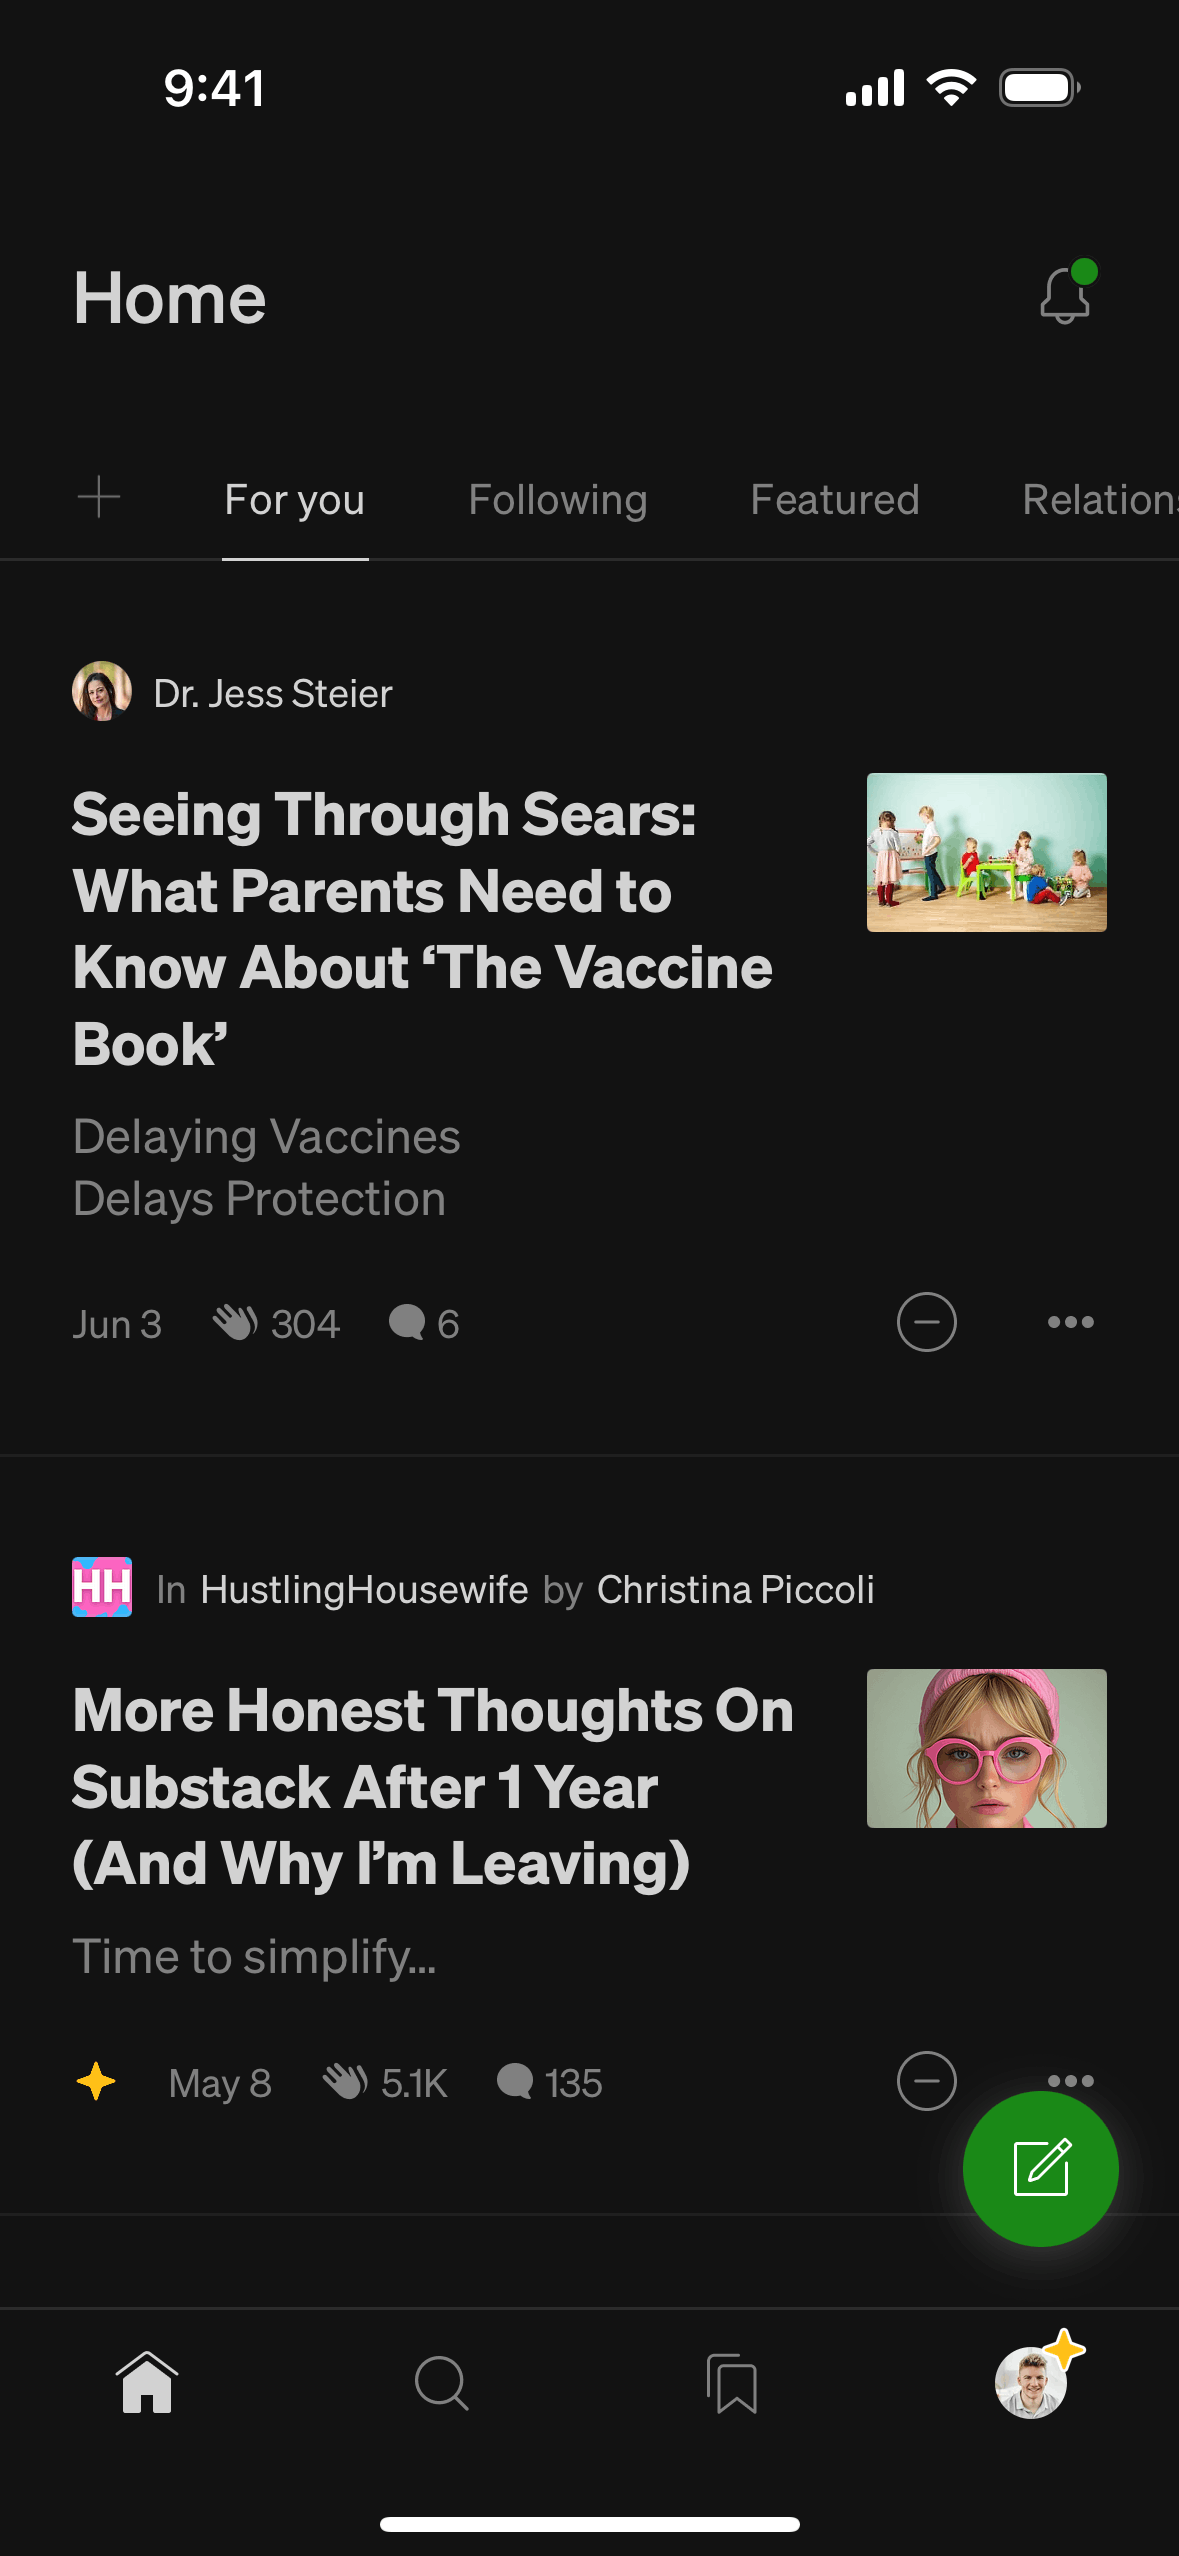 9:41
Home
For you Following Featured Relations
Dr. Jess Steier
Seeing Through Sears:
What Parents Need to
Know About ‘The Vaccine
Book’
Delaying Vaccines
Delays Protection
Jun 3 304 6
HH In HustlingHousewife by Christina Piccoli
More Honest Thoughts On
Substack After 1 Year
(And Why I’m Leaving)
Time to simplify...
May 8 5.1K 135